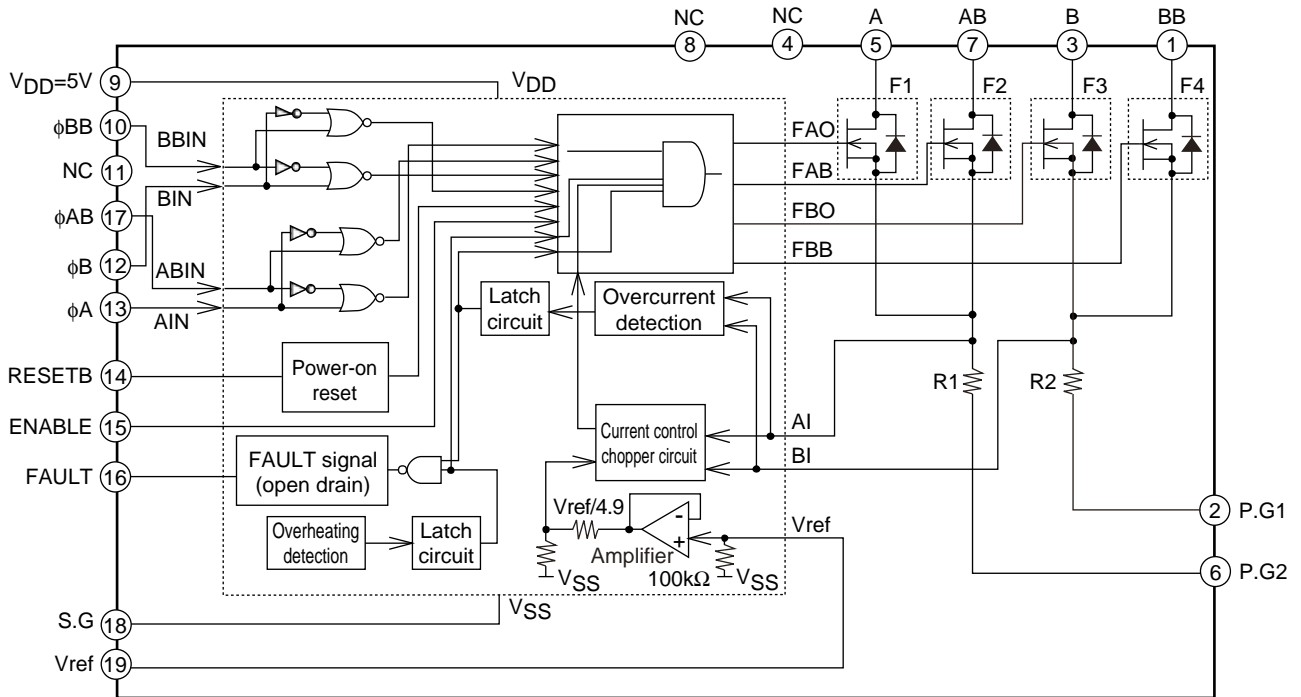 NC
8
NC
4
A
5
AB
7
B
3
BB
1
VDD=5V
9
VDD
F1
F2
F3
F4
φBB
10
BBIN
FAO
NC
11
BIN
FAB
φAB
17
FBO
φB
12
ABIN
FBB
φA
13
AIN
Latch
circuit
Overcurrent
detection
RESETB
14
Power-on
reset
R1
R2
ENABLE
15
Current control
chopper circuit
AI
BI
FAULT
16
FAULT signal
(open drain)
Vref/4.9
2
P.G1
Overheating
detection
Latch
circuit
-
+
Amplifier
Vref
VSS
100kΩ
VSS
6
P.G2
S.G
18
VSS
Vref
19